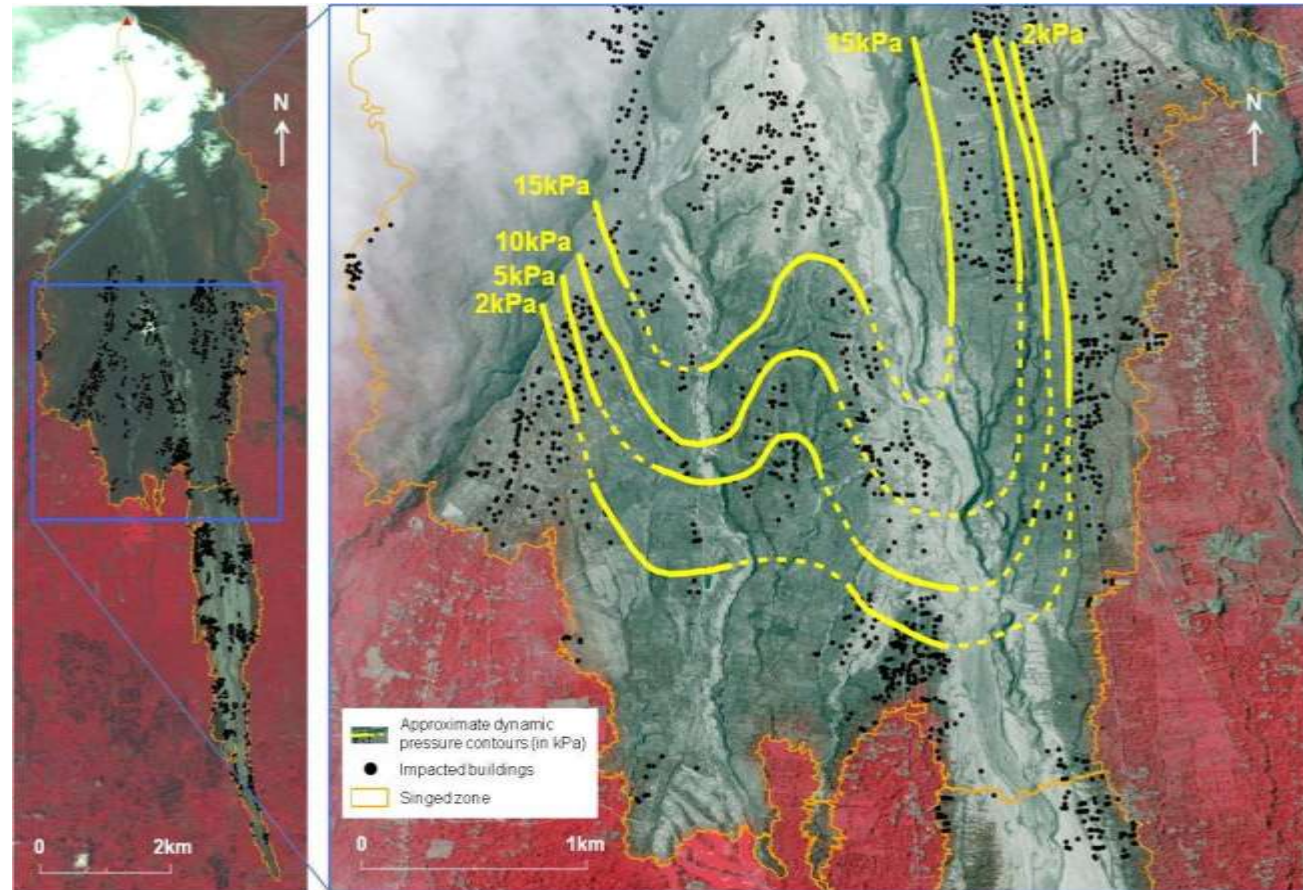 N
0 2km
15kPa 2kPa
N
15kPa
10kPa
5kPa
2kPa
Approximate dynamic
pressure contours (in kPa)
Impacted buildings
Singed zone
0 1km